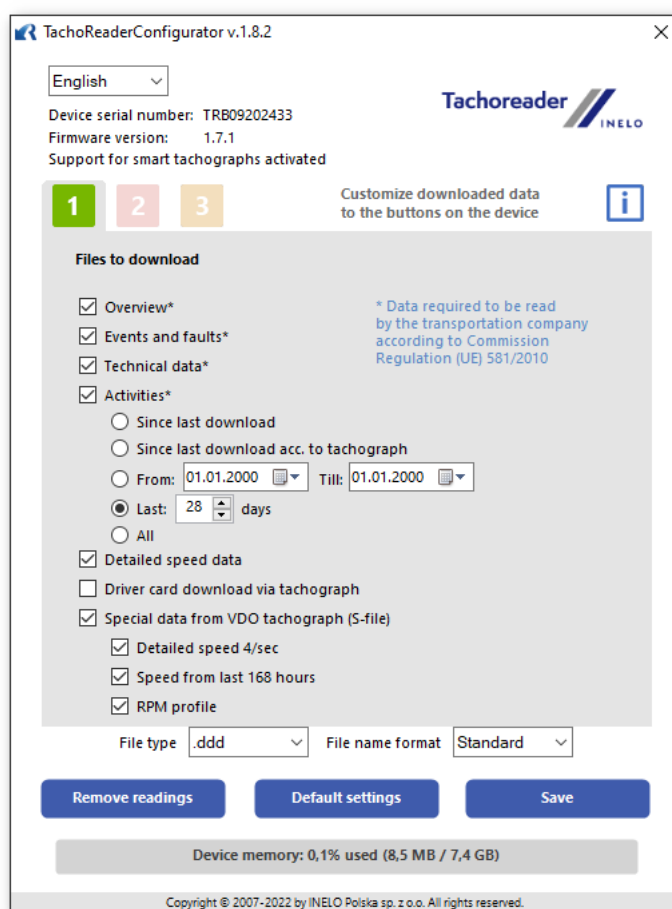 TachoReaderConfigurator v.1.8.2
English
Device serial number: TRB09202433
Firmware version: 1.7.1
Support for smart tachographs activated
Tachoreader
INELO
1 2 3
Customize downloaded data
to the buttons on the device
i
Files to download
Overview*
Events and faults*
Technical data*
Activities*
* Data required to be read
by the transportation company
according to Commission
Regulation (UE) 581/2010
Since last download
Since last download acc. to tachograph
From: 01.01.2000 Till: 01.01.2000
Last: 28 days
All
Detailed speed data
Driver card download via tachograph
Special data from VDO tachograph (S-file)
Detailed speed 4/sec
Speed from last 168 hours
RPM profile
File type .ddd File name format Standard
Remove readings Default settings Save
Device memory: 0,1% used (8,5 MB / 7,4 GB)
Copyright © 2007-2022 by INELO Polska sp. z o.o. All rights reserved.